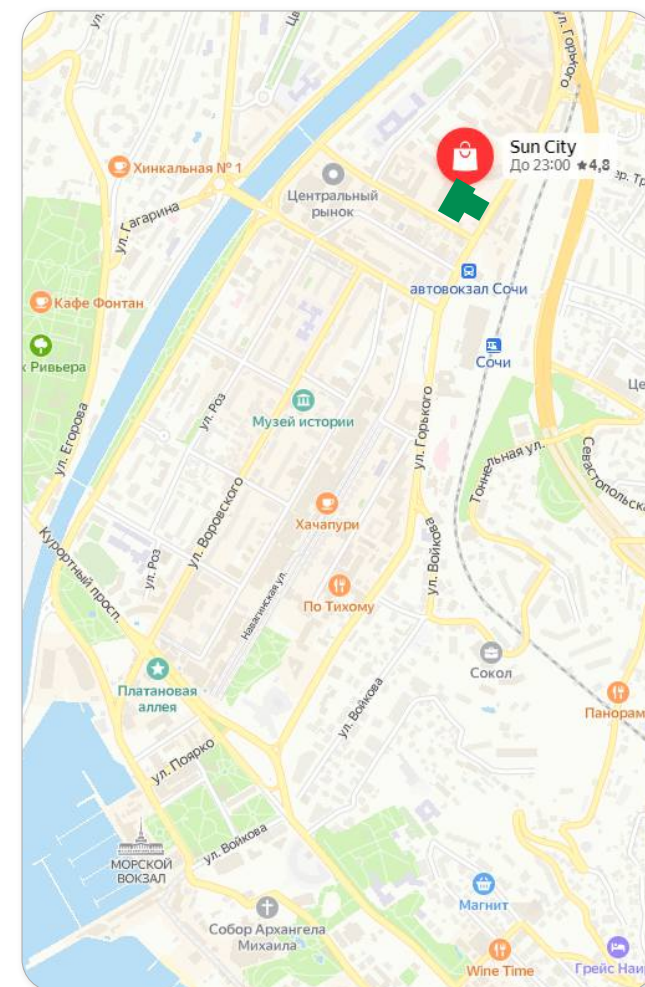 ул. Горького
Sun City
До 23:00 ★4,8
Хинкальная № 1
Центральный
рынок
ул. Гагарина
автовокзал Сочи
Кафе Фонтан
Сочи
Ривьера
Музей истории
ул. Роз
ул. Горького
ул. Егорова
Тоннельная ул.
ул. Воровского
Хачапури
ул. Войкова
Курортный просп.
ул. Роз
Навагинская ул.
По Тихому
Сокол
Платановая
аллея
ул. Войкова
Панорам
ул. Поярко
ул. Войкова
МОРСКОЙ
ВОКЗАЛ
Магнит
Собор Архангела
Михаила
Wine Time
Грейс Наи